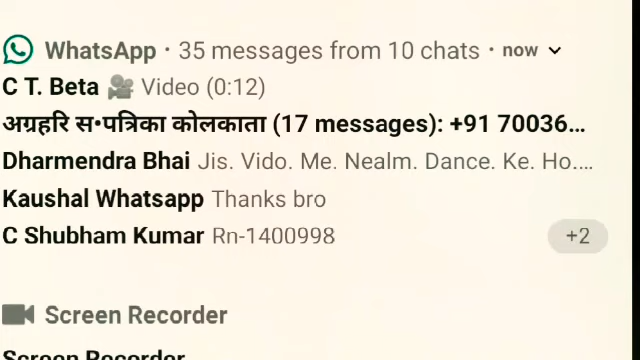 WhatsApp • 35 messages from 10 chats • now
C T. Beta 🎥 Video (0:12)
अग्रहरि स•पत्रिका कोलकाता (17 messages): +91 70036...
Dharmendra Bhai Jis. Vido. Me. Nealm. Dance. Ke. Ho....
Kaushal Whatsapp Thanks bro
C Shubham Kumar Rn-1400998 +2
Screen Recorder
Screen Recorder